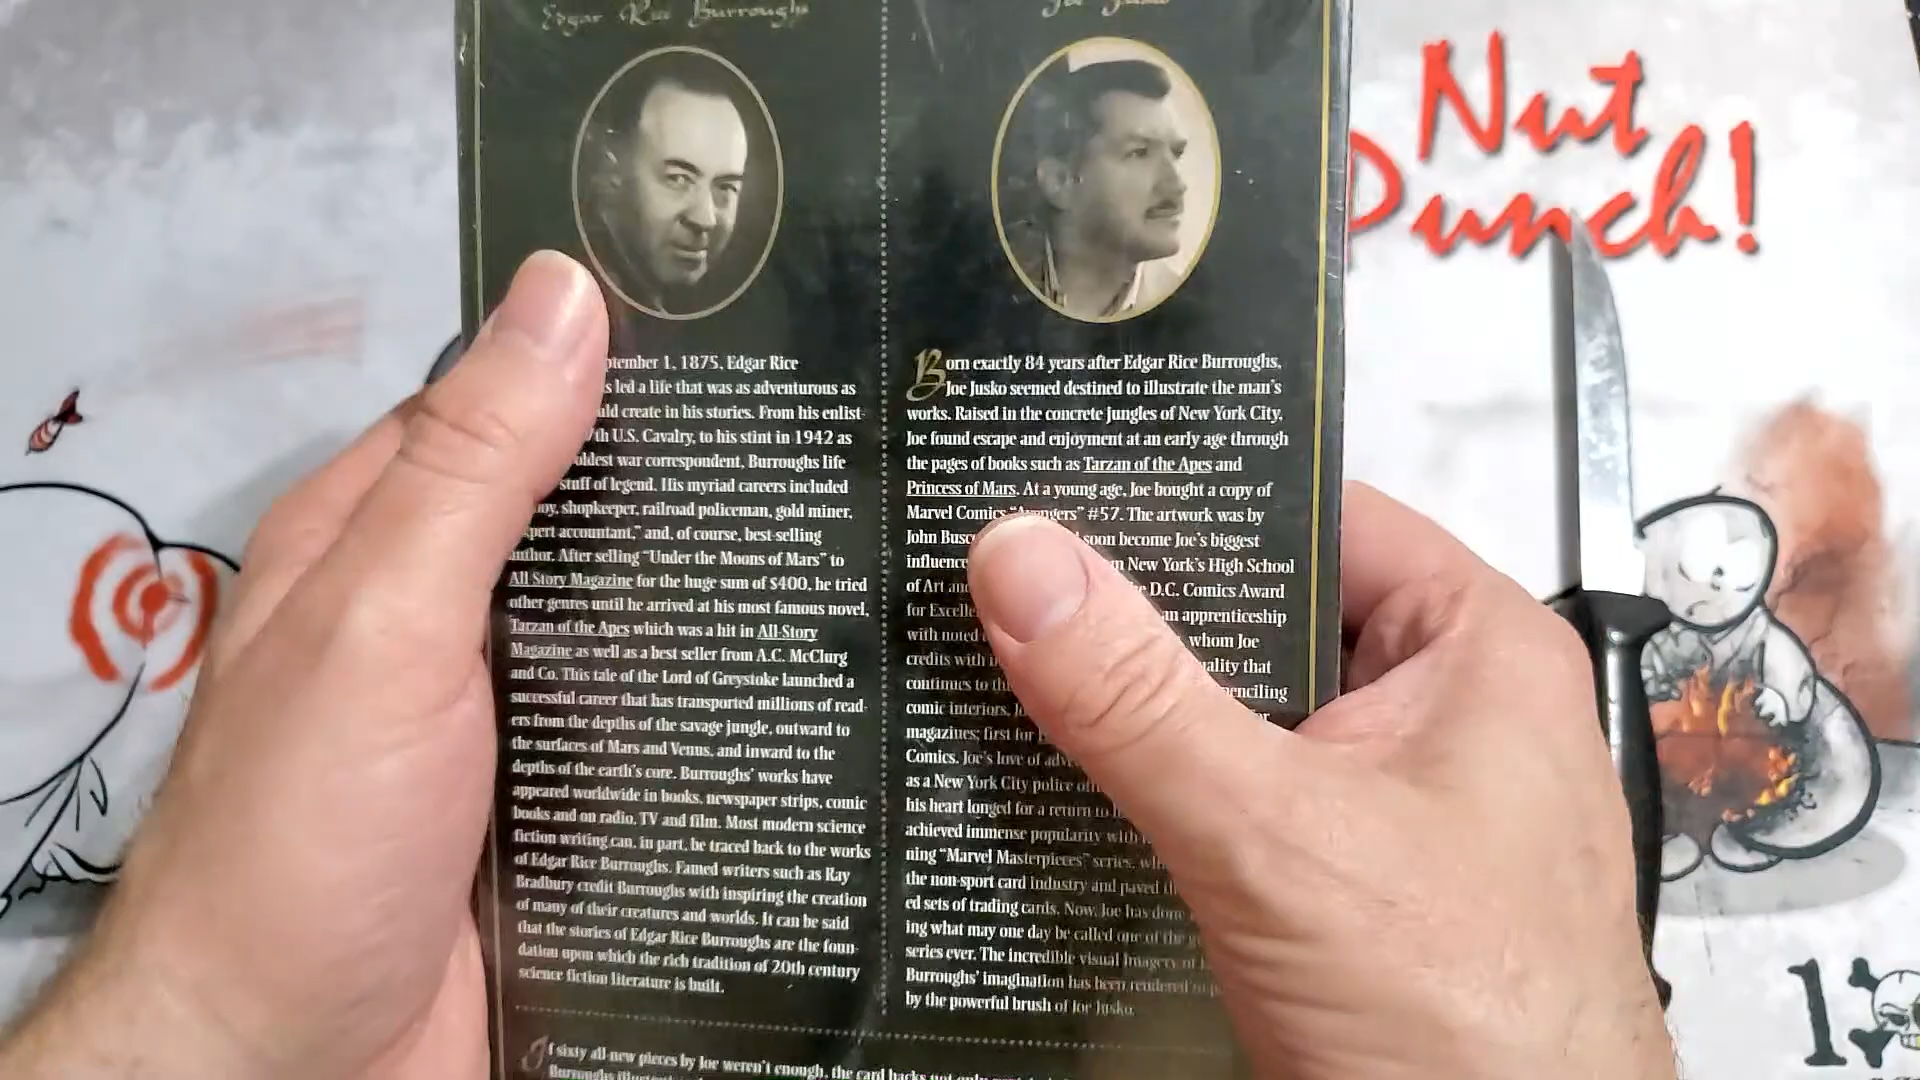 Edgar Rice Burroughs
ptember 1, 1875, Edgar Rice
s led a life that was as adventurous as
uld create in his stories. From his enlist-
7th U.S. Cavalry, to his stint in 1942 as
oldest war correspondent, Burroughs life
stuff of legend. His myriad careers included
oy, shopkeeper, railroad policeman, gold miner,
xpert accountant," and, of course, best-selling
author. After selling "Under the Moons of Mars" to
All Story Magazine for the huge sum of $400, he tried
other genres until he arrived at his most famous novel,
Tarzan of the Apes which was a hit in All-Story
Magazine as well as a best seller from A.C. McClurg
and Co. This tale of the Lord of Greystoke launched a
successful career that has transported millions of read-
ers from the depths of the savage jungle, outward to
the surfaces of Mars and Venus, and inward to the
depths of the earth's core. Burroughs' works have
appeared worldwide in books, newspaper strips, comic
books and on radio, TV and film. Most modern science
fiction writing can, in part, be traced back to the works
of Edgar Rice Burroughs. Famed writers such as Ray
Bradbury credit Burroughs with inspiring the creation
of many of their creatures and worlds. It can be said
that the stories of Edgar Rice Burroughs are the foun-
dation upon which the rich tradition of 20th century
science fiction literature is built.
Joe Jusko
Born exactly 84 years after Edgar Rice Burroughs,
Joe Jusko seemed destined to illustrate the man's
works. Raised in the concrete jungles of New York City,
Joe found escape and enjoyment at an early age through
the pages of books such as Tarzan of the Apes and
Princess of Mars. At a young age, Joe bought a copy of
Marvel Comics "Avengers" #57. The artwork was by
John Busc soon become Joe's biggest
influence New York's High School
of Art and D.C. Comics Award
for Excelle an apprenticeship
with noted whom Joe
credits with uality that
continues to th penciling
comic interiors,
magazines; first for
Comics. Joe's love of adv
as a New York City police off
his heart longed for a return to
achieved immense popularity with
ning "Marvel Masterpieces" series, wh
the non-sport card industry and paved
ed sets of trading cards. Now, Joe has done
ing what may one day be called one of the
series ever. The incredible visual imagery of
Burroughs' imagination has been rendered
by the powerful brush of Joe Jusko.
If sixty all-new pieces by Joe weren't enough, the card backs not only
Burroughs
Nut
Punch!